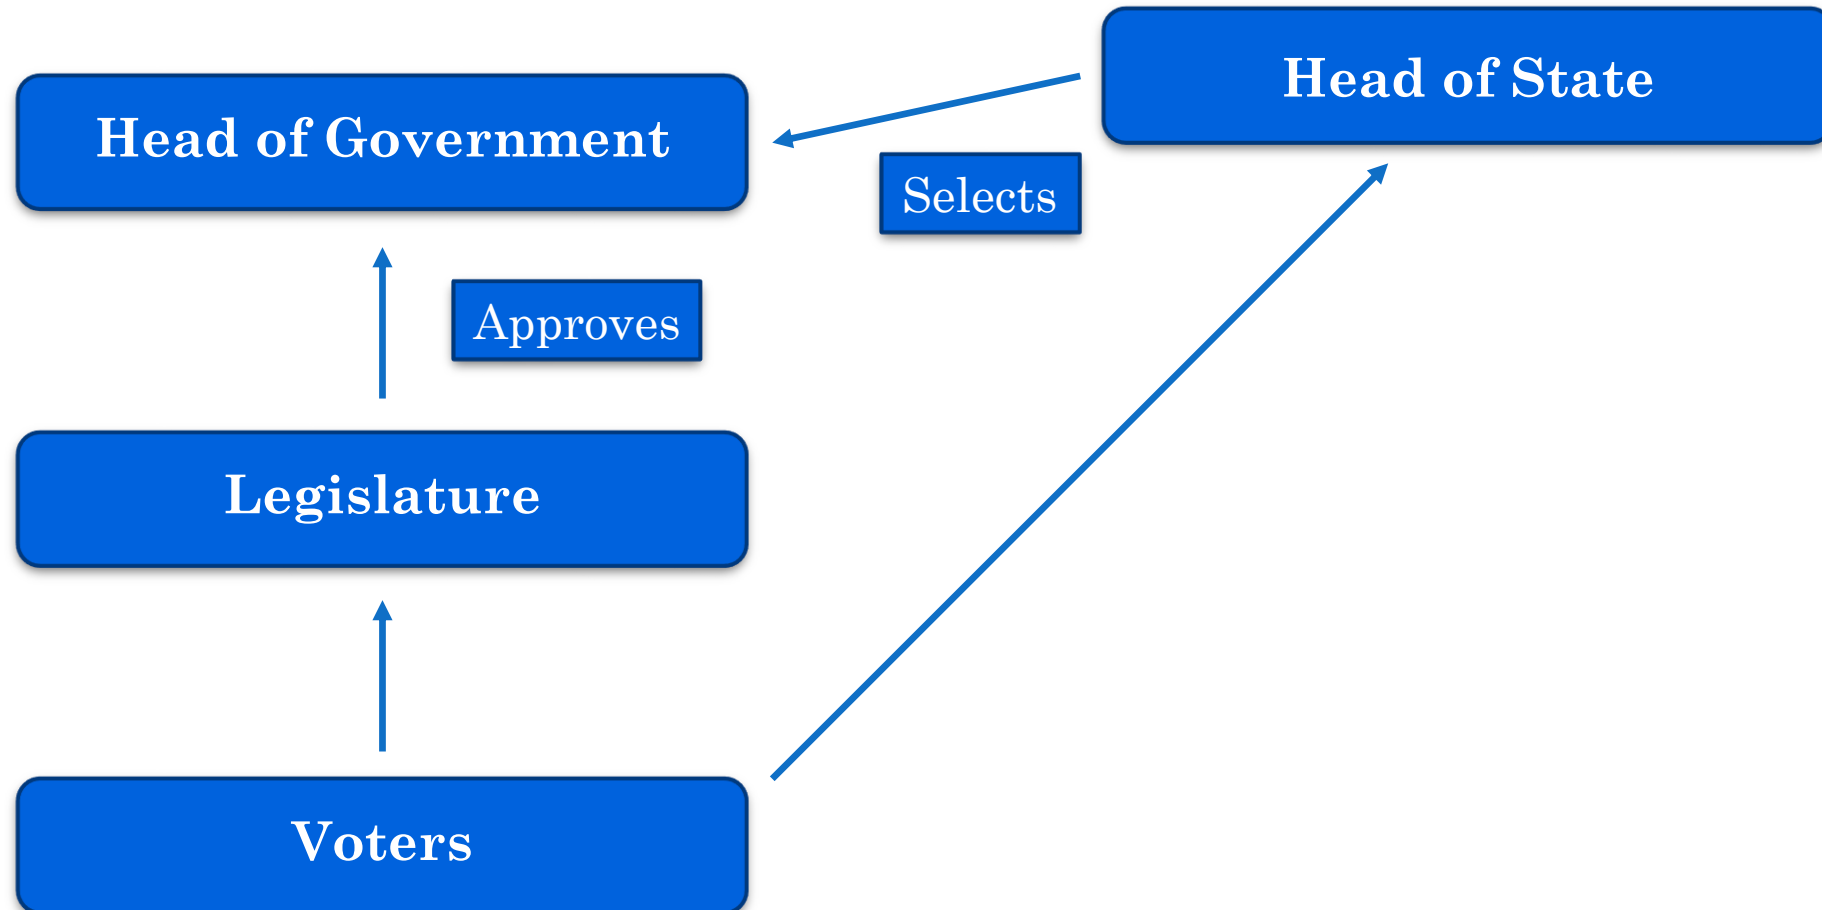 Head of State
Head of Government
Selects
Approves
Legislature
Voters